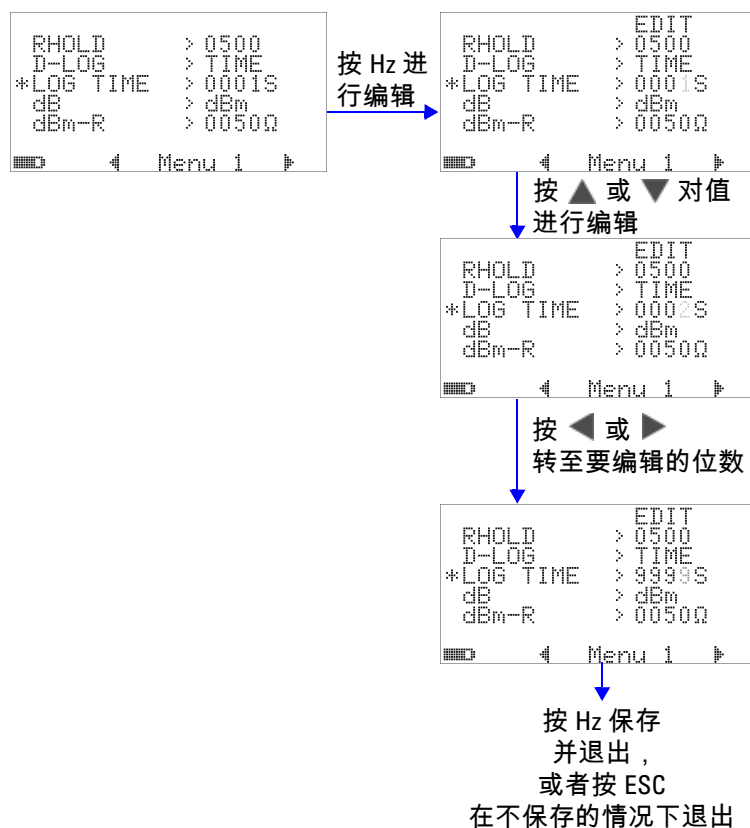 RHOLD > 0500
D-LOG > TIME
*LOG TIME > 0001S
dB > dBm
dBm-R > 0050Ω
Menu 1
按 Hz 进
行编辑
EDIT
RHOLD > 0500
D-LOG > TIME
*LOG TIME > 0001S
dB > dBm
dBm-R > 0050Ω
Menu 1
按 ▲ 或 ▼ 对值
进行编辑
EDIT
RHOLD > 0500
D-LOG > TIME
*LOG TIME > 0002S
dB > dBm
dBm-R > 0050Ω
Menu 1
按 ◀ 或 ▶
转至要编辑的位数
EDIT
RHOLD > 0500
D-LOG > TIME
*LOG TIME > 9999S
dB > dBm
dBm-R > 0050Ω
Menu 1
按 Hz 保存
并退出，
或者按 ESC
在不保存的情况下退出